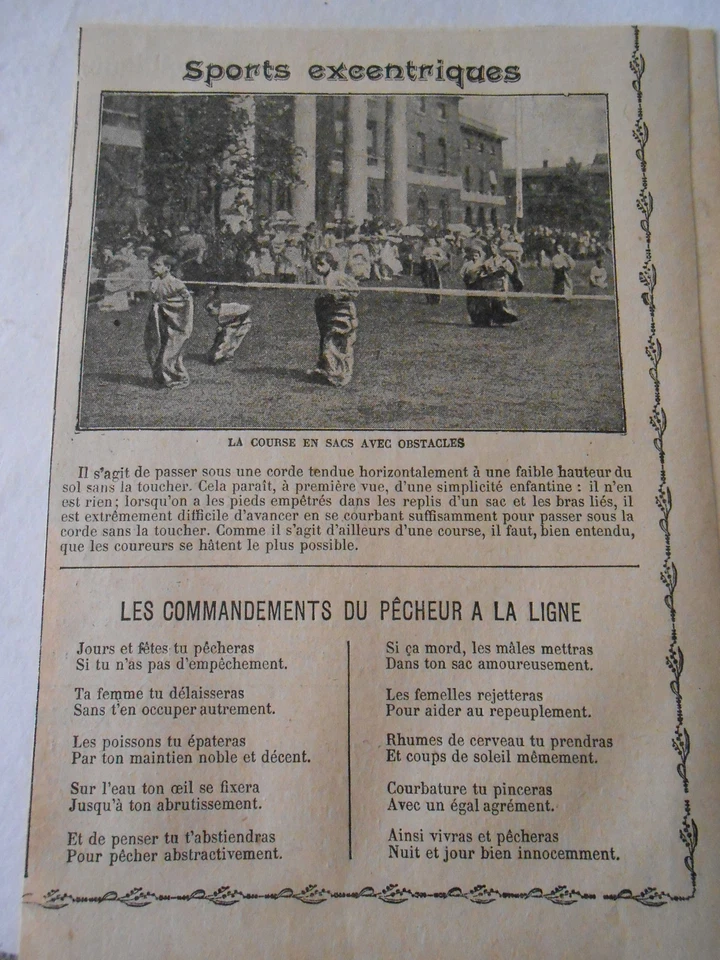 Sports excentriques
LA COURSE EN SACS AVEC OBSTACLES
Il s'agit de passer sous une corde tendue horizontalement à une faible hauteur du
sol sans la toucher. Cela paraît, à première vue, d'une simplicité enfantine : il n'en
est rien; lorsqu'on a les pieds empêtrés dans les replis d'un sac et les bras liés, il
est extrêmement difficile d'avancer en se courbant suffisamment pour passer sous la
corde sans la toucher. Comme il s'agit d'ailleurs d'une course, il faut, bien entendu,
que les coureurs se hâtent le plus possible.
LES COMMANDEMENTS DU PÊCHEUR A LA LIGNE
Jours et fêtes tu pêcheras
Si tu n'as pas d'empêchement.
Ta femme tu délaisseras
Sans t'en occuper autrement.
Les poissons tu épateras
Par ton maintien noble et décent.
Sur l'eau ton œil se fixera
Jusqu'à ton abrutissement.
Et de penser tu t'abstiendras
Pour pêcher abstractivement.
Si ça mord, les mâles mettras
Dans ton sac amoureusement.
Les femelles rejetteras
Pour aider au repeuplement.
Rhumes de cerveau tu prendras
Et coups de soleil mêmement.
Courbature tu pinceras
Avec un égal agrément.
Ainsi vivras et pêcheras
Nuit et jour bien innocemment.